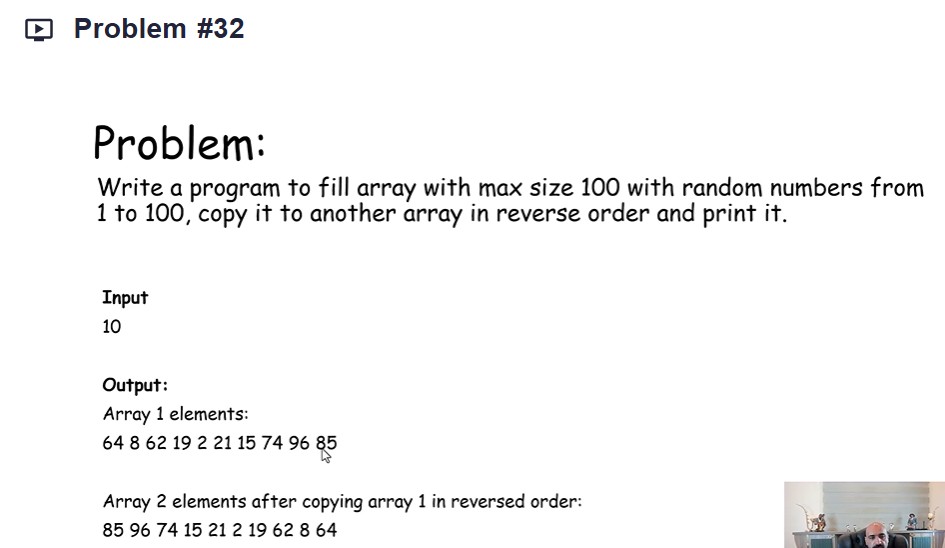 Problem #32
Problem:
Write a program to fill array with max size 100 with random numbers from
1 to 100, copy it to another array in reverse order and print it.
Input
10
Output:
Array 1 elements:
64 8 62 19 2 21 15 74 96 85
Array 2 elements after copying array 1 in reversed order:
85 96 74 15 21 2 19 62 8 64